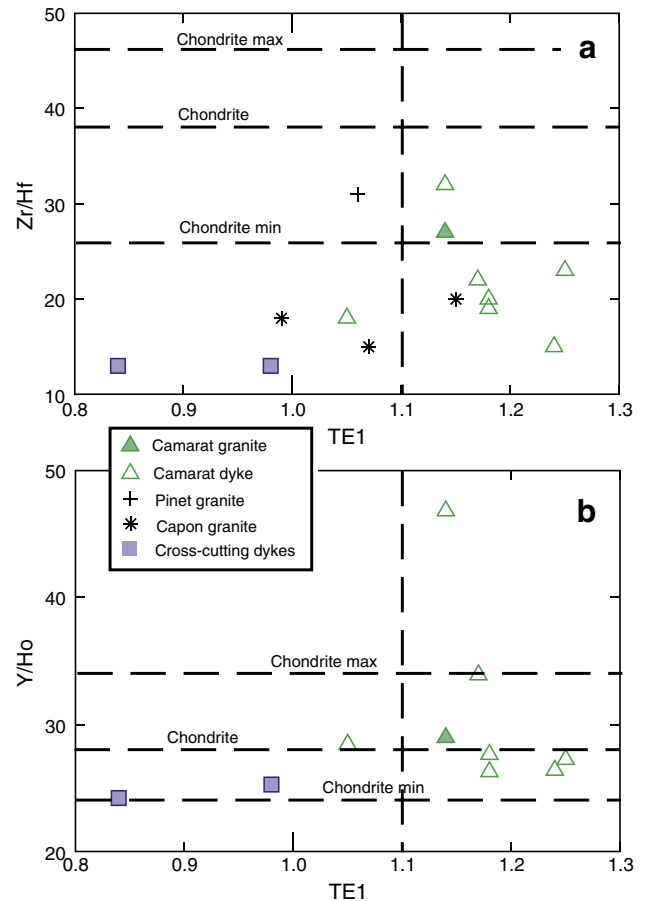 50
Chondrite max
a
40
Chondrite
Zr/Hf
30
Chondrite min
20
10
0.8 0.9 1.0 1.1 1.2 1.3
TE1
Camarat granite
Camarat dyke
Pinet granite
Capon granite
Cross-cutting dykes
50
b
40
Y/Ho
Chondrite max
30
Chondrite
Chondrite min
20
0.8 0.9 1.0 1.1 1.2 1.3
TE1